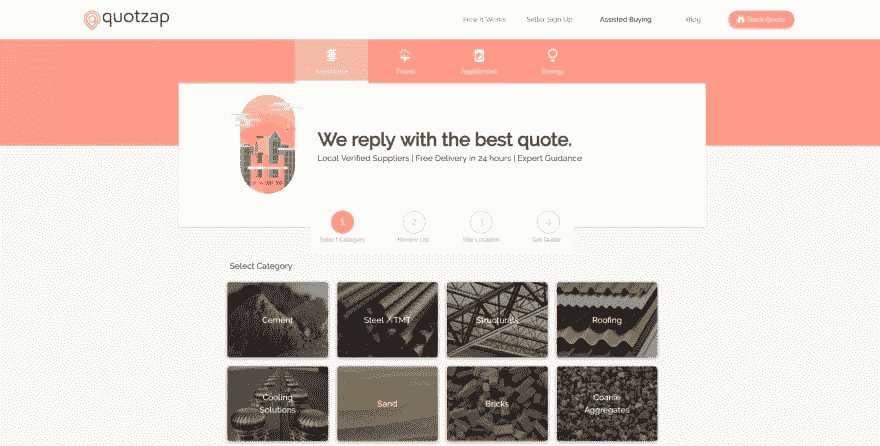 quotzap
How it Works
Seller Sign Up
Assisted Buying
Blog
Track Quote
Travel
Appliances
Energy
We reply with the best quote.
Local Verified Suppliers | Free Delivery in 24 hours | Expert Guidance
1
2
3
4
Select Category
Review List
Site Location
Get Quote
Select Category
Cement
Steel / TMT
Structurals
Roofing
Cooling
Solutions
Sand
Bricks
Coarse
Aggregates